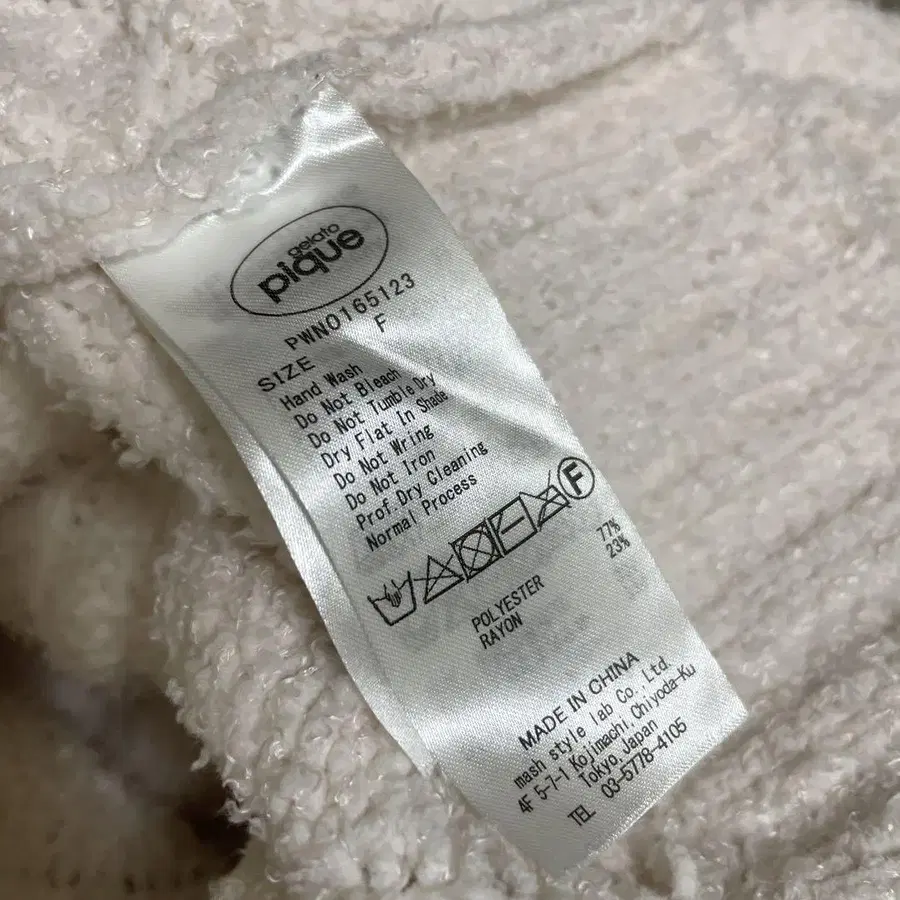 gelato
pique
PWNO165123
SIZE F
Hand Wash
Do Not Bleach
Do Not Tumble Dry
Dry Flat In Shade
Do Not Wring
Do Not Iron
Prof. Dry Cleaning
Normal Process
F
POLYESTER 77%
RAYON 23%
MADE IN CHINA
mash style lab Co., Ltd.
4F 5-7-1 Kojimachi, Chiyoda-Ku
Tokyo, Japan
TEL 03-5778-4105